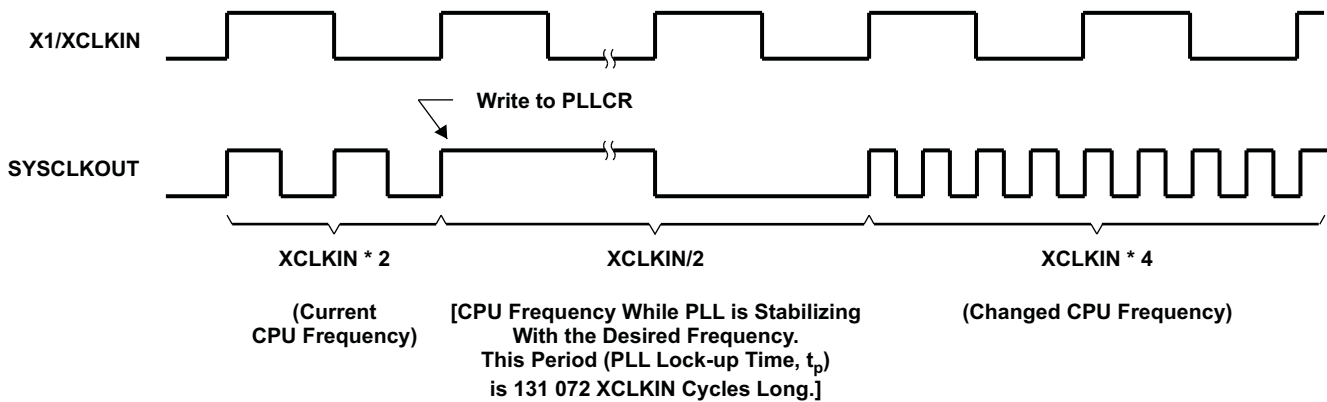 X1/XCLKIN
Write to PLLCR
SYSCLKOUT
XCLKIN * 2
XCLKIN/2
XCLKIN * 4
(Current
CPU Frequency)
[CPU Frequency While PLL is Stabilizing
With the Desired Frequency.
This Period (PLL Lock-up Time, tp)
is 131 072 XCLKIN Cycles Long.]
(Changed CPU Frequency)